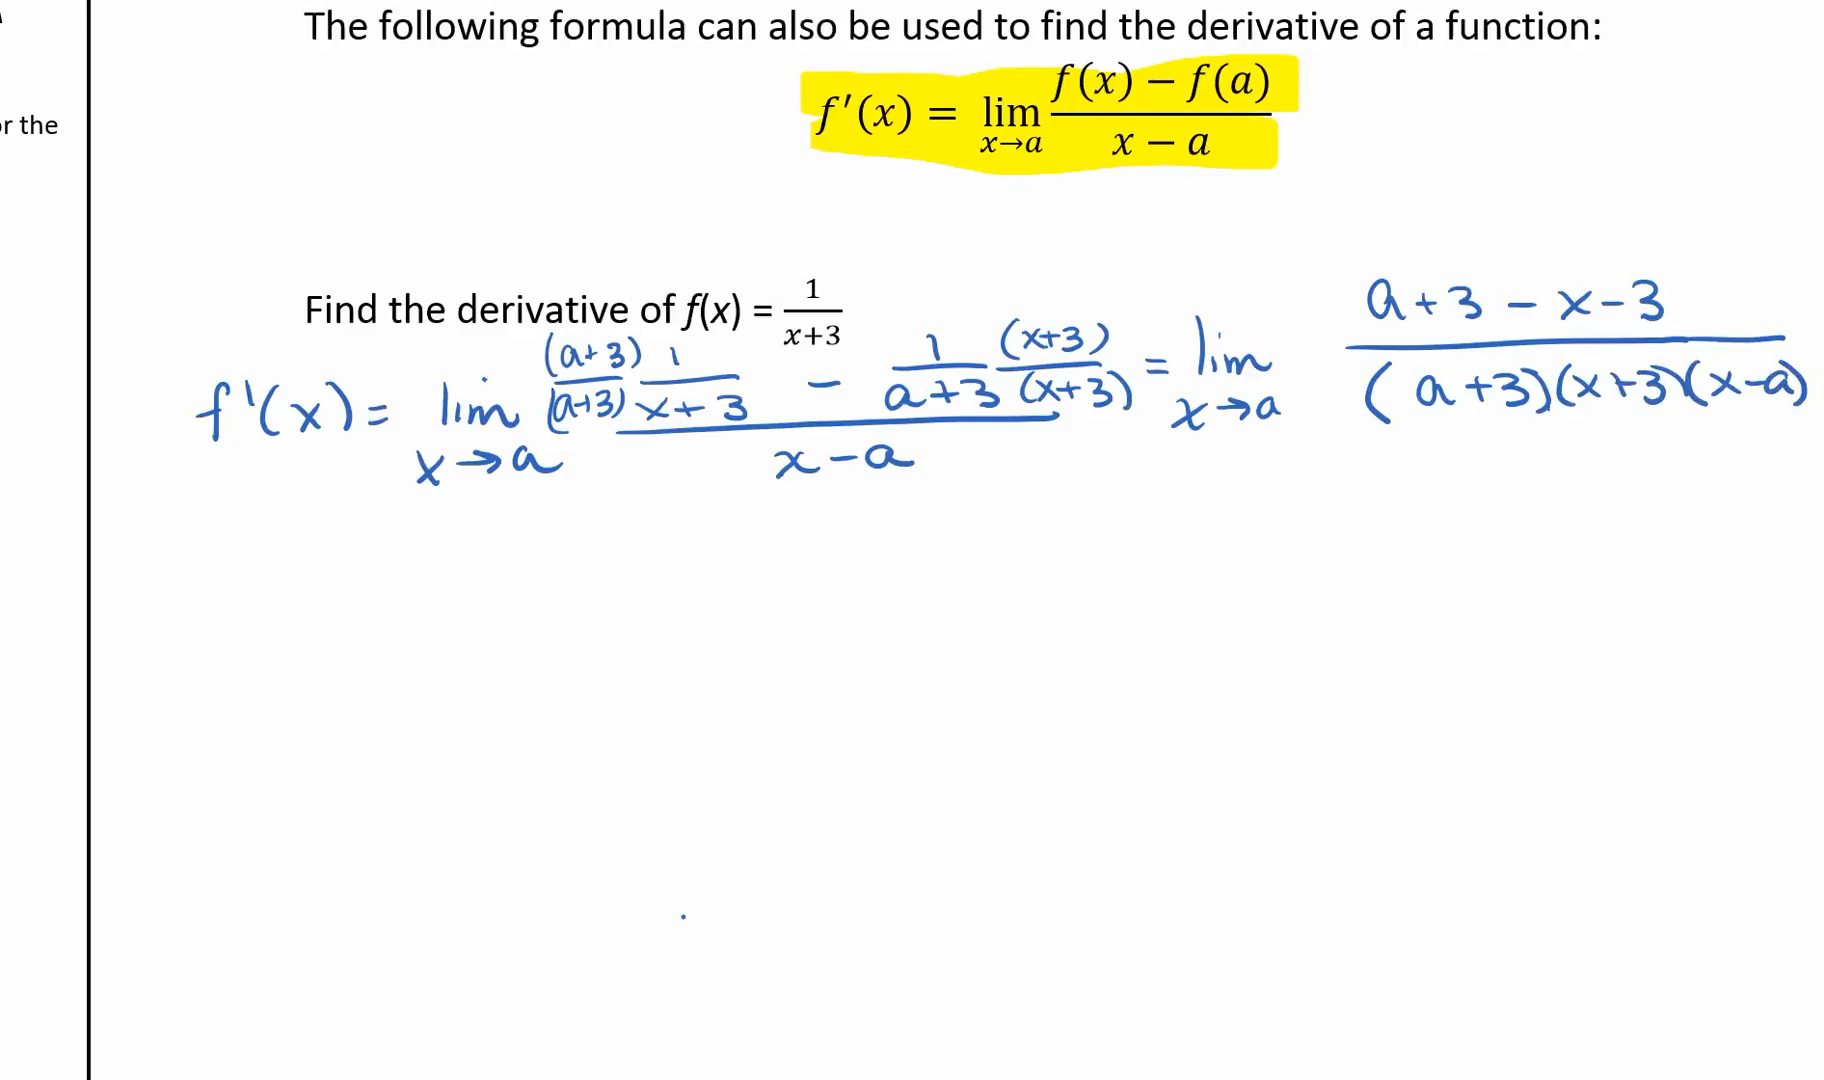 The following formula can also be used to find the derivative of a function:
f′(x) = lim x→a (f(x) − f(a))/(x − a)
r the
Find the derivative of f(x) = 1/(x+3)
f'(x) = lim x→a ((a+3)/(a+3) 1/(x+3) − 1/(a+3) (x+3)/(x+3))/(x−a) = lim x→a (a+3−x−3)/((a+3)(x+3)(x−a))